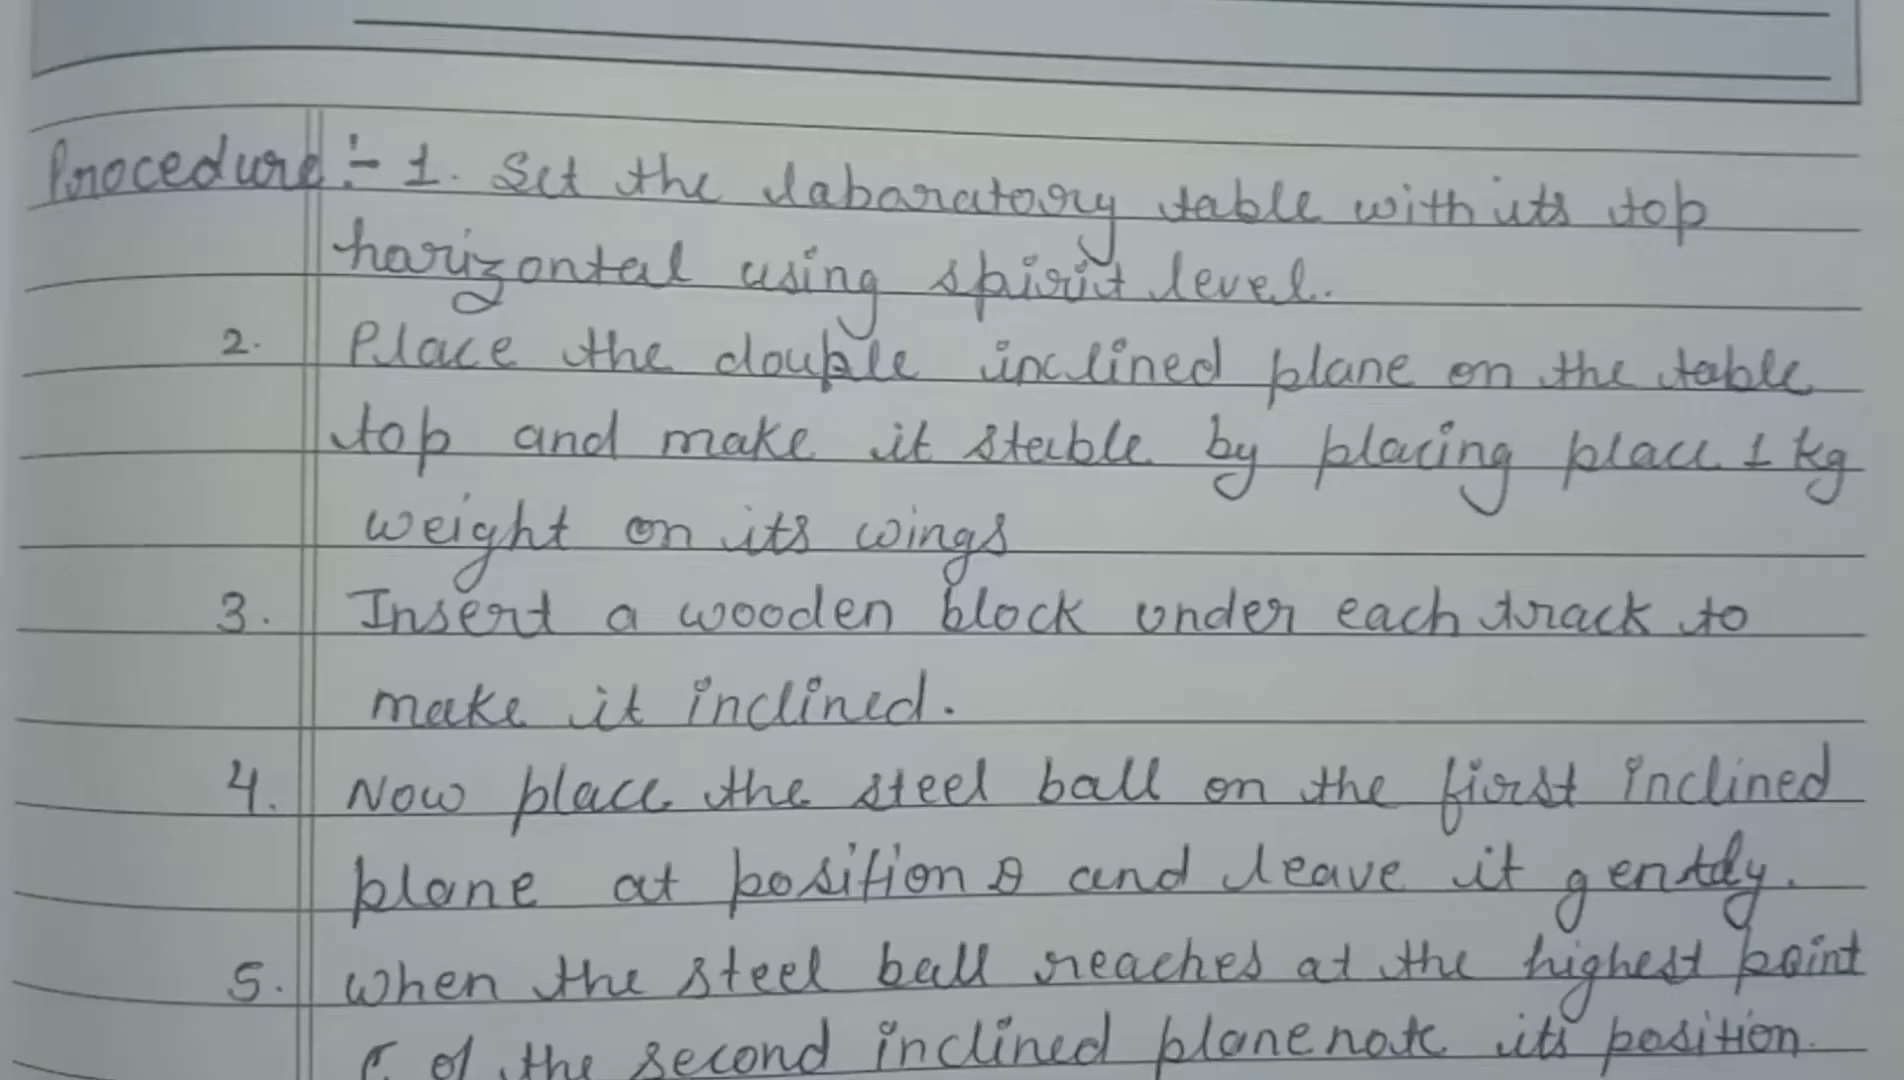 Procedure :- 1. Set the labaratory table with its top
harizontal using spirit level.
2. Place the double inclined plane on the table
top and make it stable by placing place 1 kg
weight on its wings
3. Insert a wooden block under each track to
make it inclined.
4. Now place the steel ball on the first inclined
plane at position and leave it gently.
5. When the steel ball reaches at the highest point
C of the second inclined plane note its position.